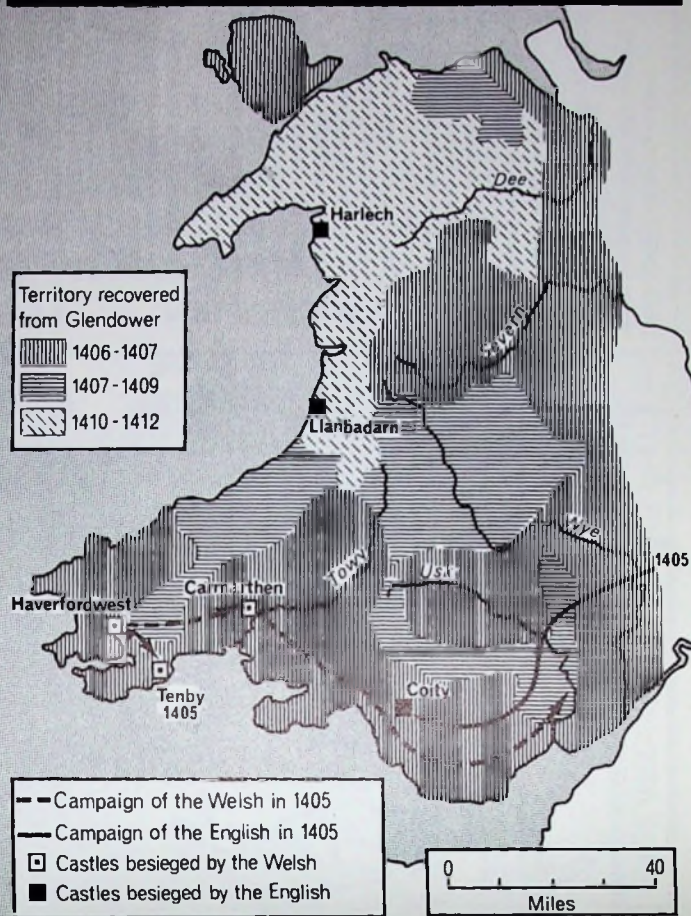 Dee
Harlech
Territory recovered
from Glendower
1406-1407
1407-1409
1410-1412
Severn
Llanbadarn
Wye
1405
Towy
Usk
Carmarthen
Haverfordwest
Tenby
1405
Coity
Campaign of the Welsh in 1405
Campaign of the English in 1405
Castles besieged by the Welsh
Castles besieged by the English
0 40
Miles